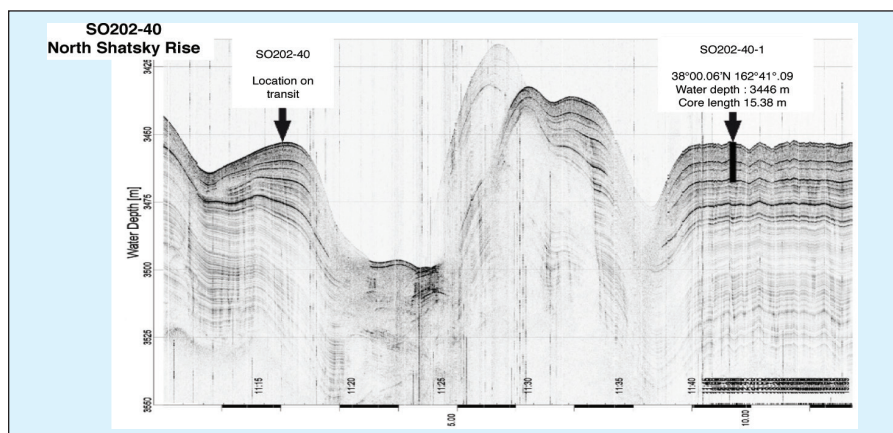 SO202-40
North Shatsky Rise
SO202-40
Location on
transit
SO202-40-1
38°00.06'N 162°41°.09
Water depth : 3446 m
Core length 15.38 m
Water Depth [m]
3425
3450
3475
3500
3525
3550
11:15
11:20
11:25
11:30
11:35
11:40
5.00
10.00